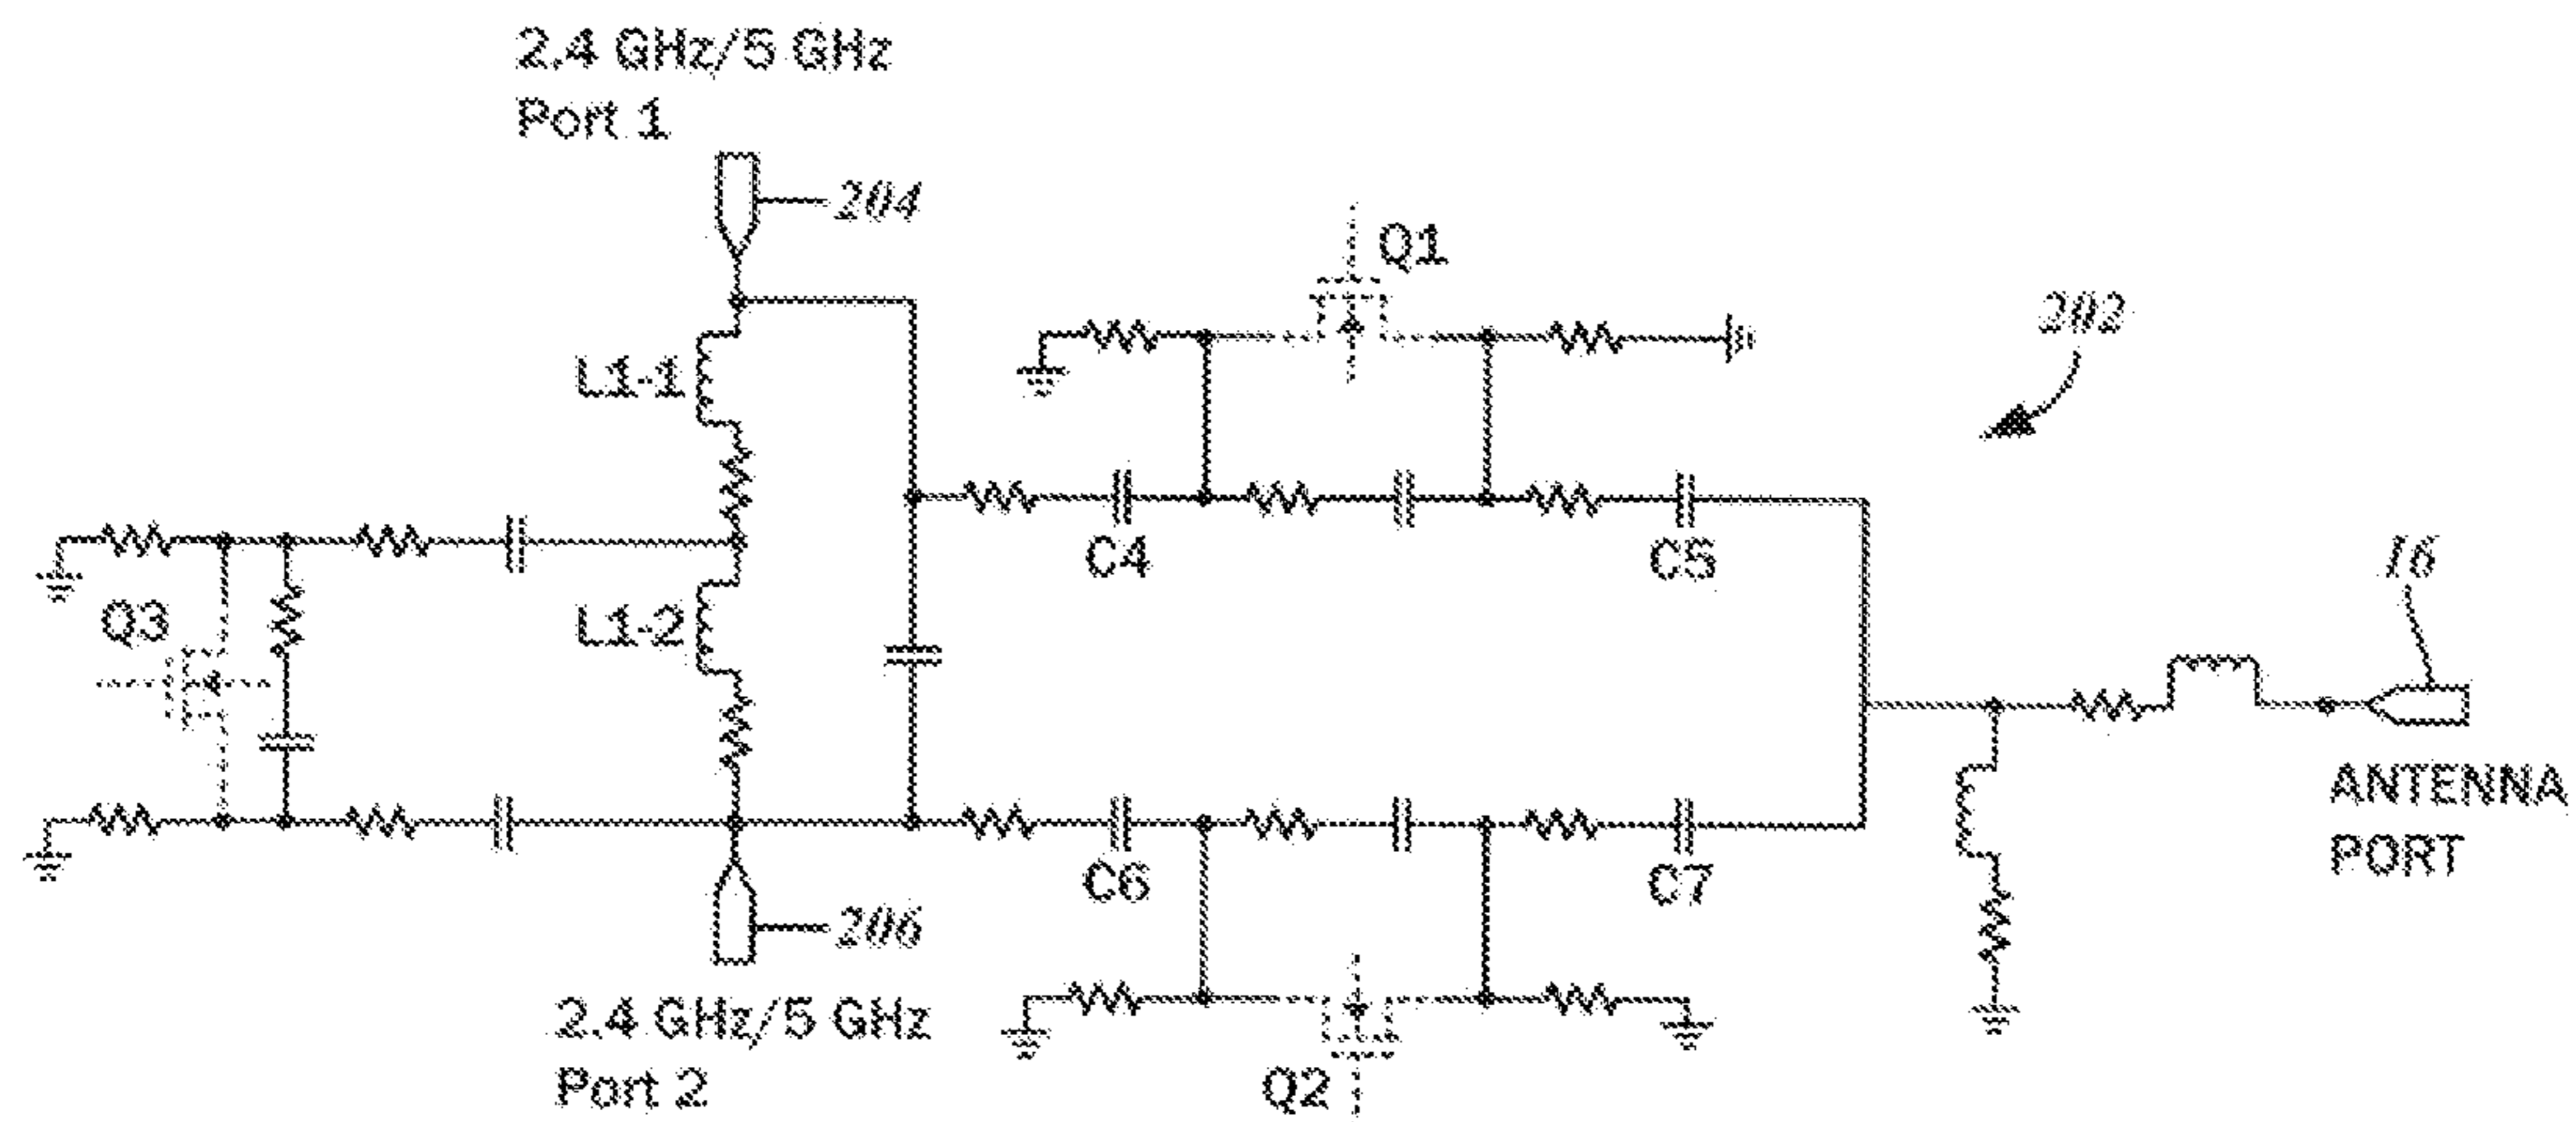 2.4 GHz/5 GHz
Port 1
204
Q1
202
L1-1
C4
C5
16
Q3
L1-2
ANTENNA
PORT
C6
C7
206
2.4 GHz/5 GHz
Port 2
Q2